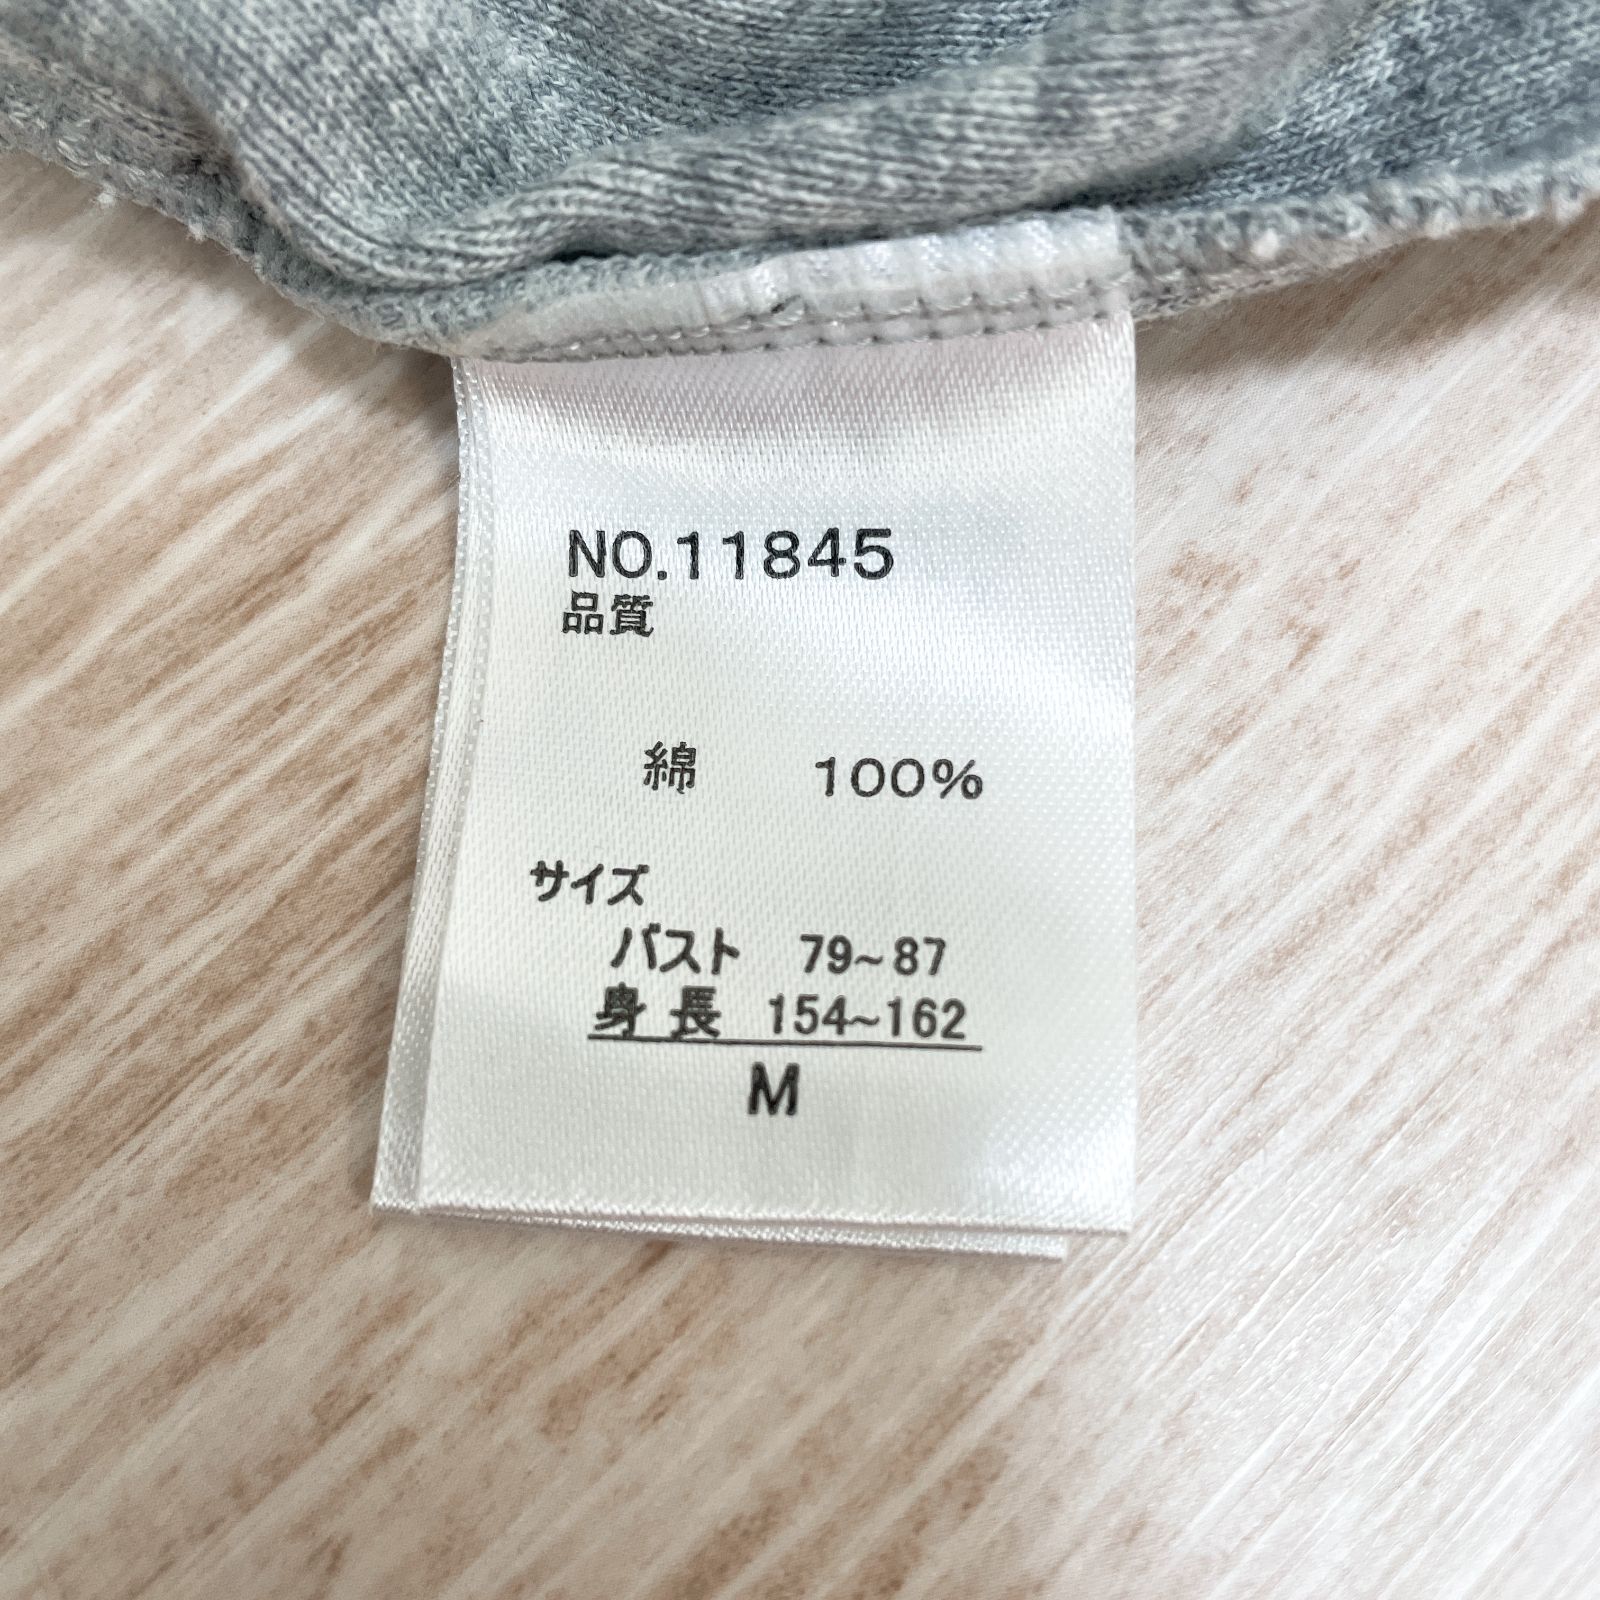 NO.11845
品質
綿 100%
サイズ
バスト 79~87
身長 154~162
M